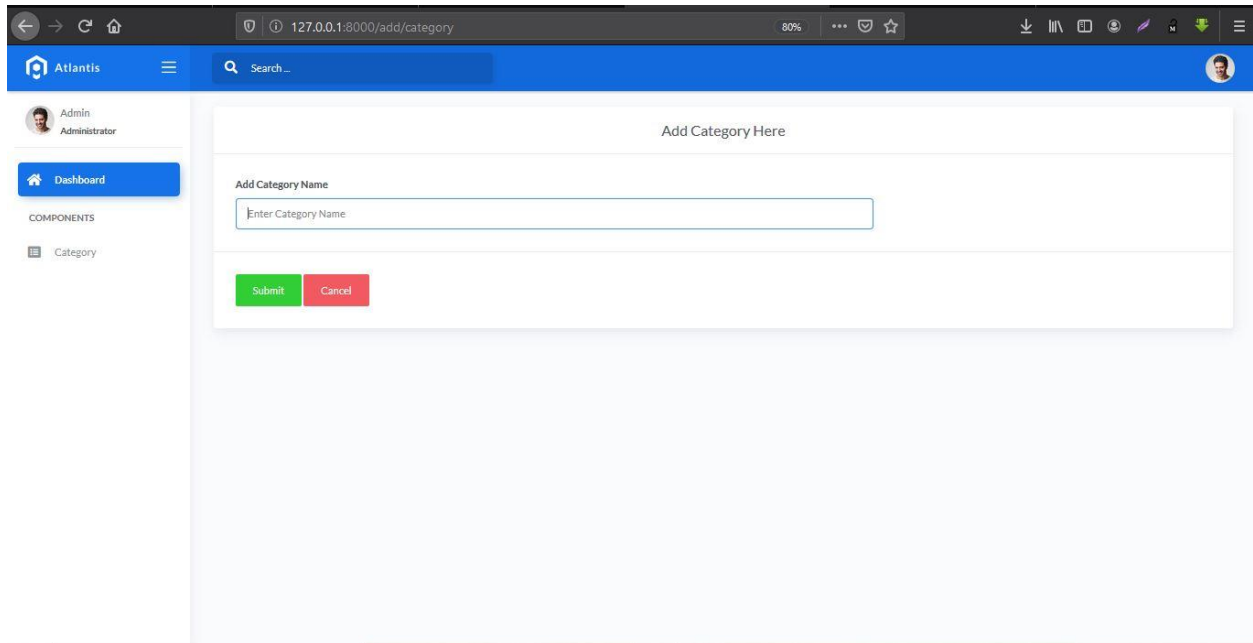 127.0.0.1:8000/add/category
80%
Atlantis
Search ...
Admin
Administrator
Dashboard
COMPONENTS
Category
Add Category Here
Add Category Name
Enter Category Name
Submit
Cancel